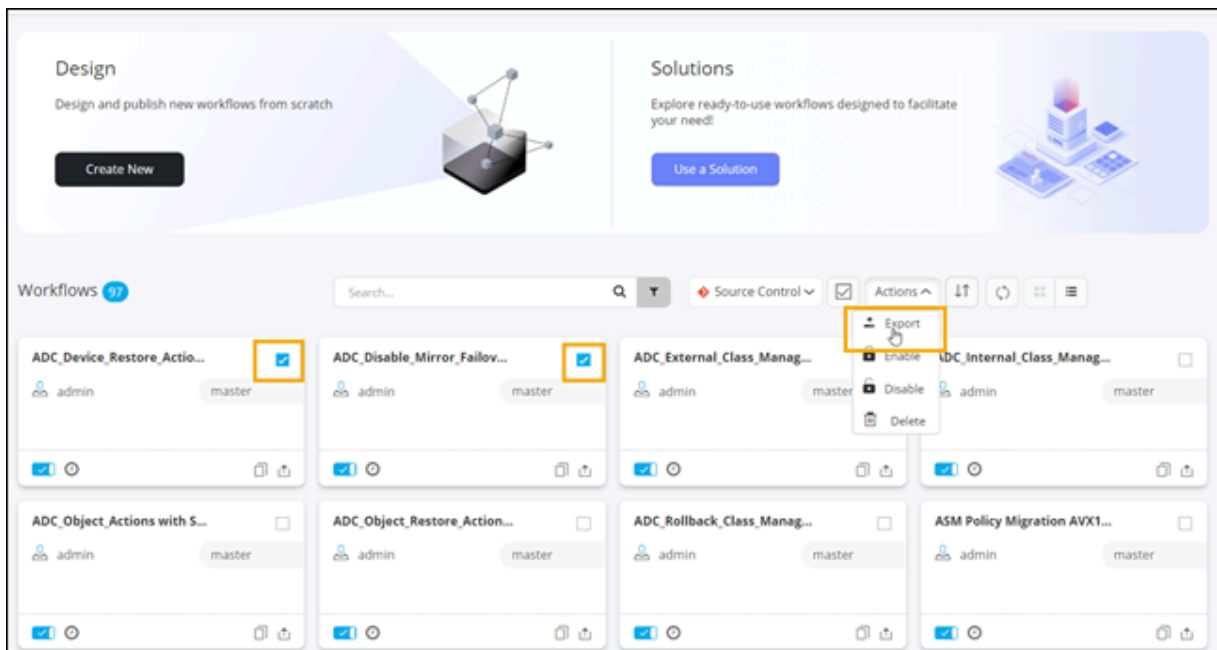 Design
Design and publish new workflows from scratch
Create New
Solutions
Explore ready-to-use workflows designed to facilitate
your need!
Use a Solution
Workflows 97
Search...
Source Control
Actions
Export
Enable
Disable
Delete
ADC_Device_Restore_Actio...
admin
master
ADC_Disable_Mirror_Failov...
admin
master
ADC_External_Class_Manag...
admin
master
ADC_Internal_Class_Manag...
admin
master
ADC_Object_Actions with S...
admin
master
ADC_Object_Restore_Action...
admin
master
ADC_Rollback_Class_Manag...
admin
master
ASM Policy Migration AVX1...
admin
master